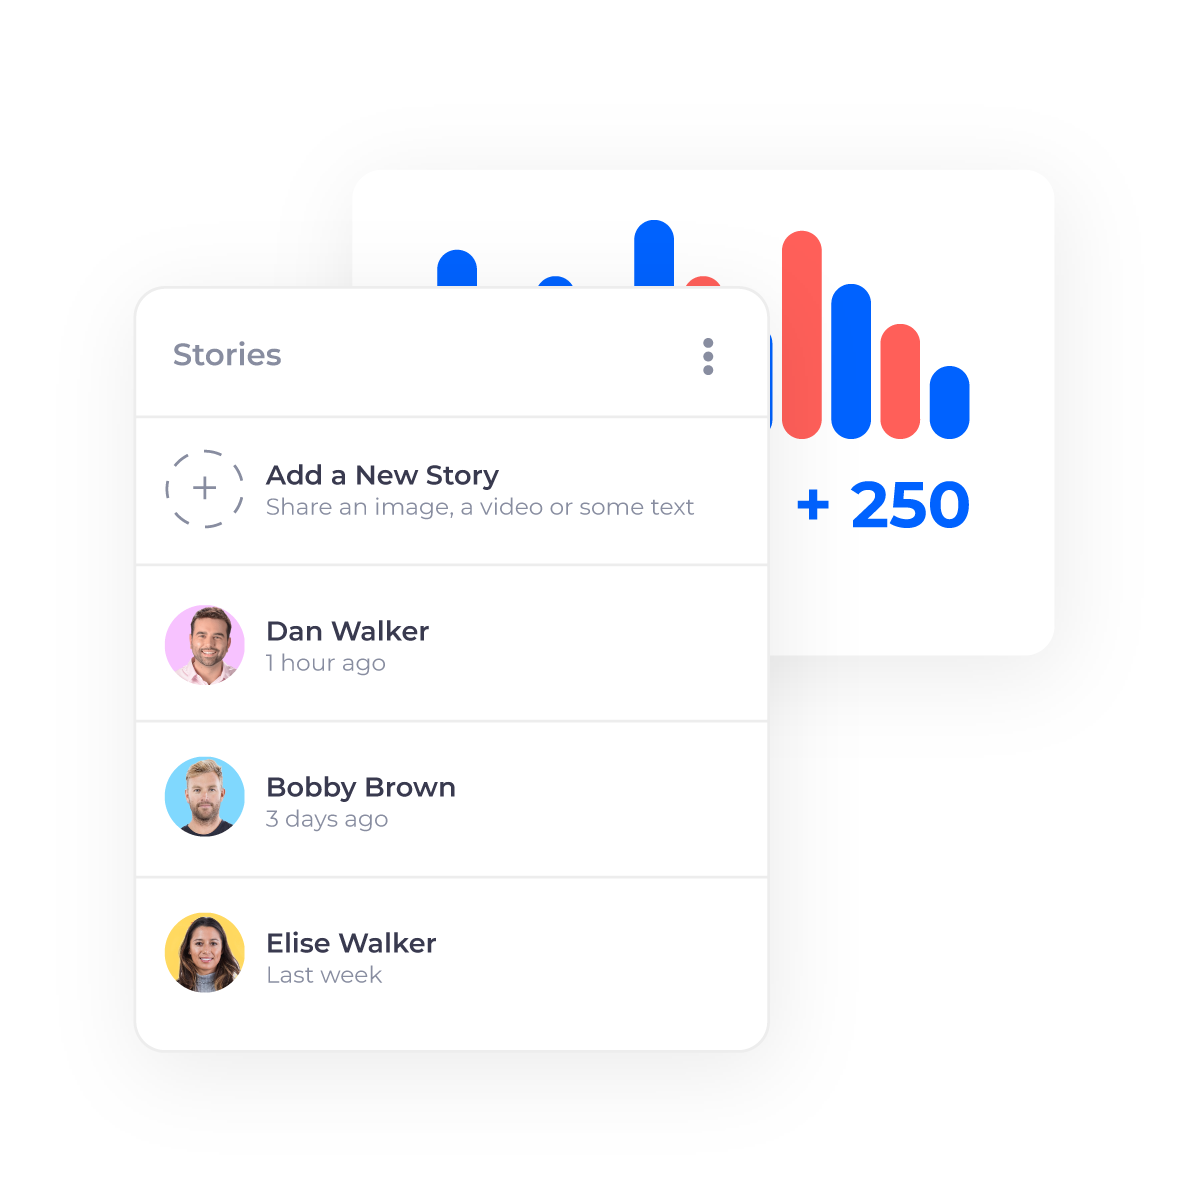 Stories
Add a New Story
Share an image, a video or some text
Dan Walker
1 hour ago
Bobby Brown
3 days ago
Elise Walker
Last week
+ 250